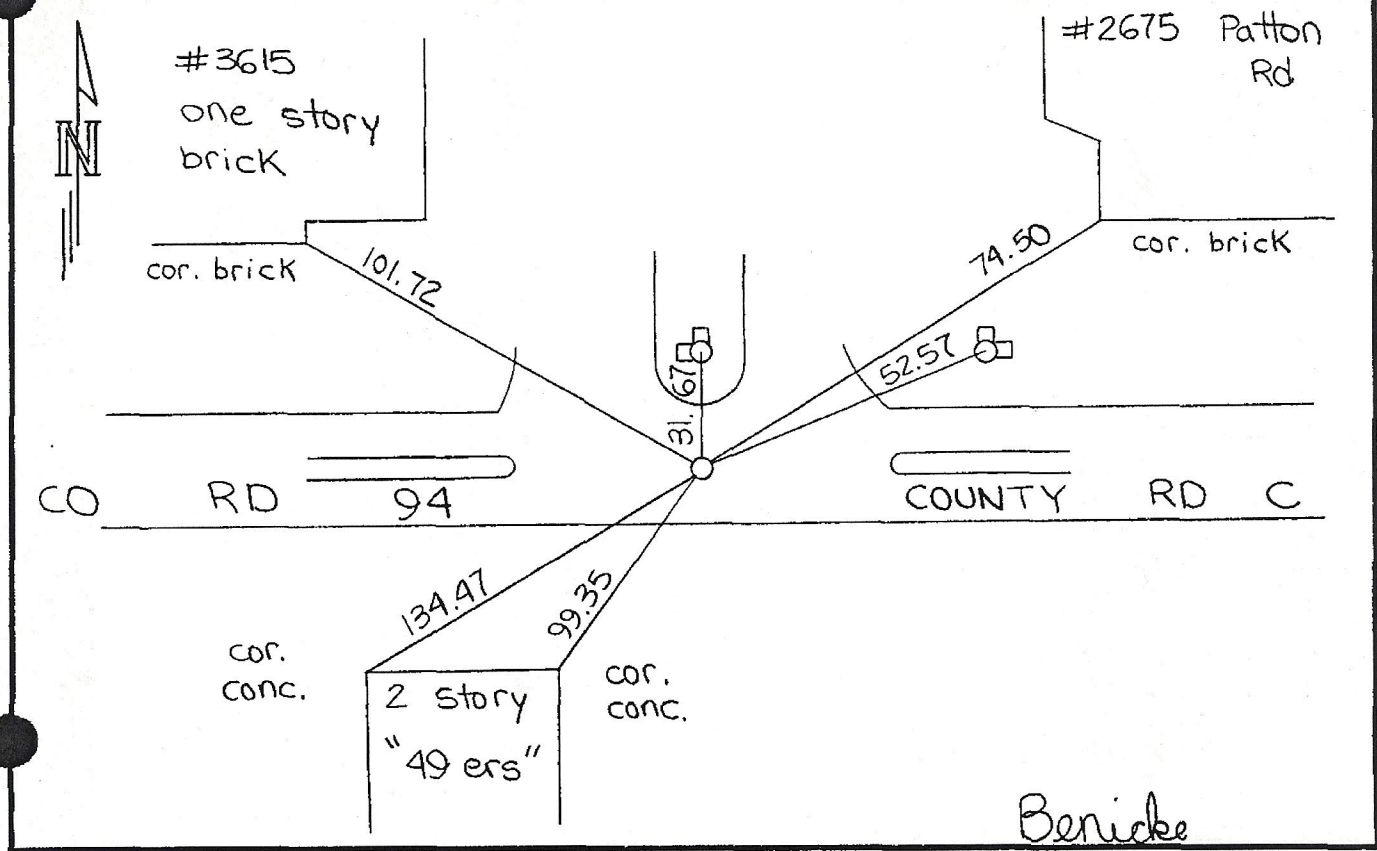 #3615
one story
brick
#2675 Patton
Rd
N
cor. brick
101.72
74.50
cor. brick
52.57
31.67
CO RD 94
COUNTY RD C
134.47
99.35
cor.
conc.
cor.
conc.
2 story
"49 ers"
Benicke